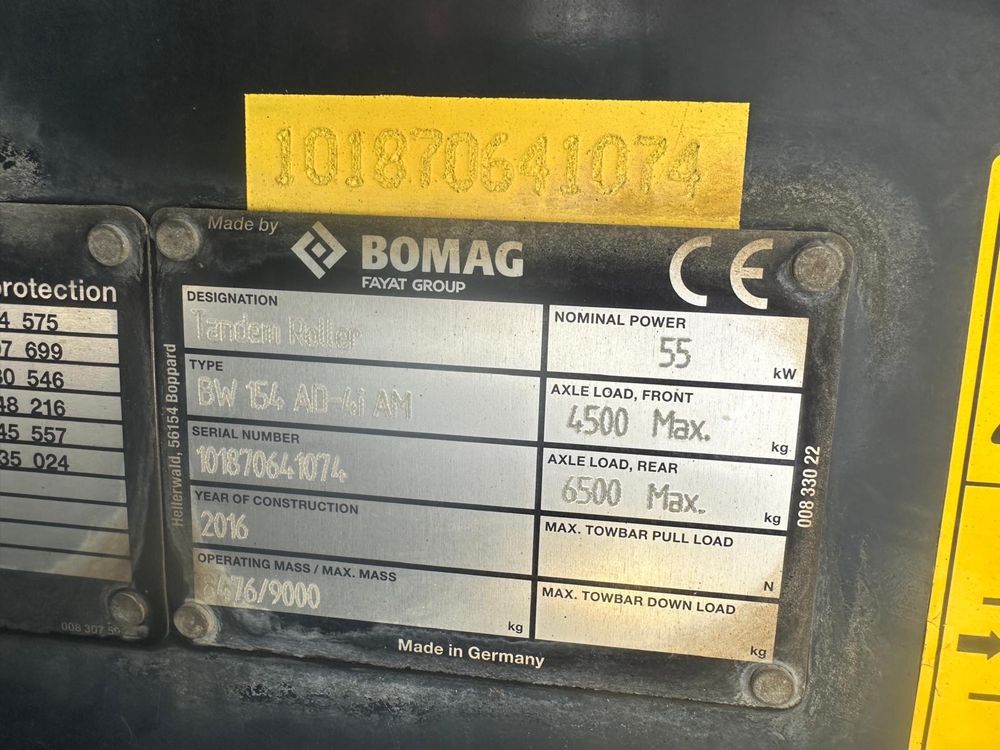 101870641074
Made by
BOMAG
FAYAT GROUP
CE
DESIGNATION
Tandem Roller
TYPE
BW 154 AD-4i AM
SERIAL NUMBER
101870641074
YEAR OF CONSTRUCTION
2016
OPERATING MASS / MAX. MASS
8476/9000
kg
NOMINAL POWER
55
kW
AXLE LOAD, FRONT
4500 Max.
kg
AXLE LOAD, REAR
6500 Max.
kg
MAX. TOWBAR PULL LOAD
N
MAX. TOWBAR DOWN LOAD
kg
Made in Germany
Hellerwald, 56154 Boppard
008 330 22
rotection
4 575
7 699
80 546
48 216
45 557
35 024